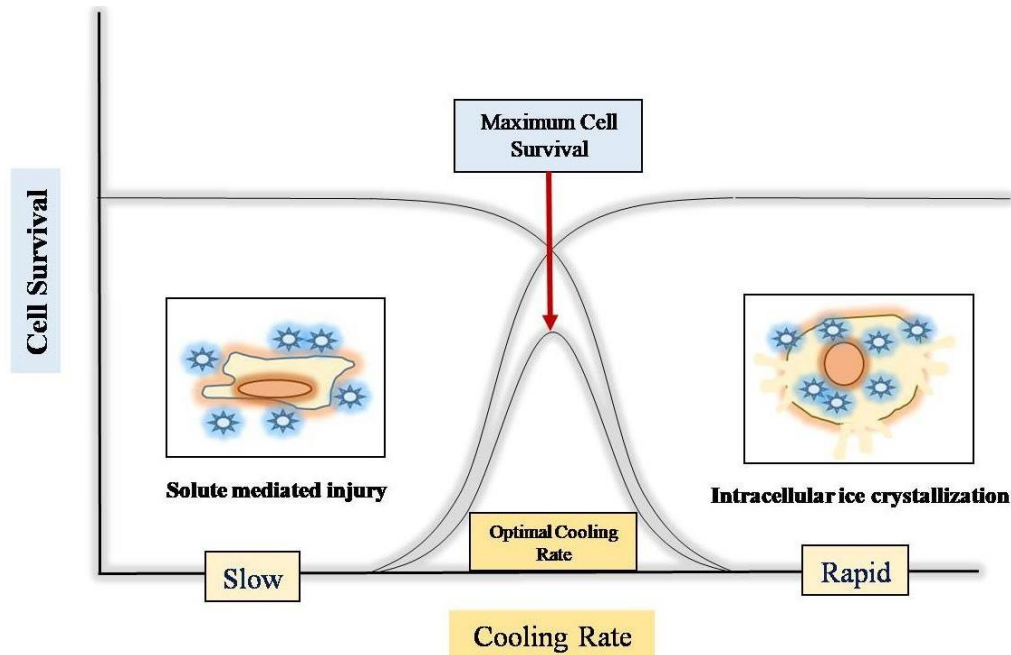 Maximum Cell
Survival
Cell Survival
Solute mediated injury
Intracellular ice crystallization
Optimal Cooling
Rate
Slow
Rapid
Cooling Rate